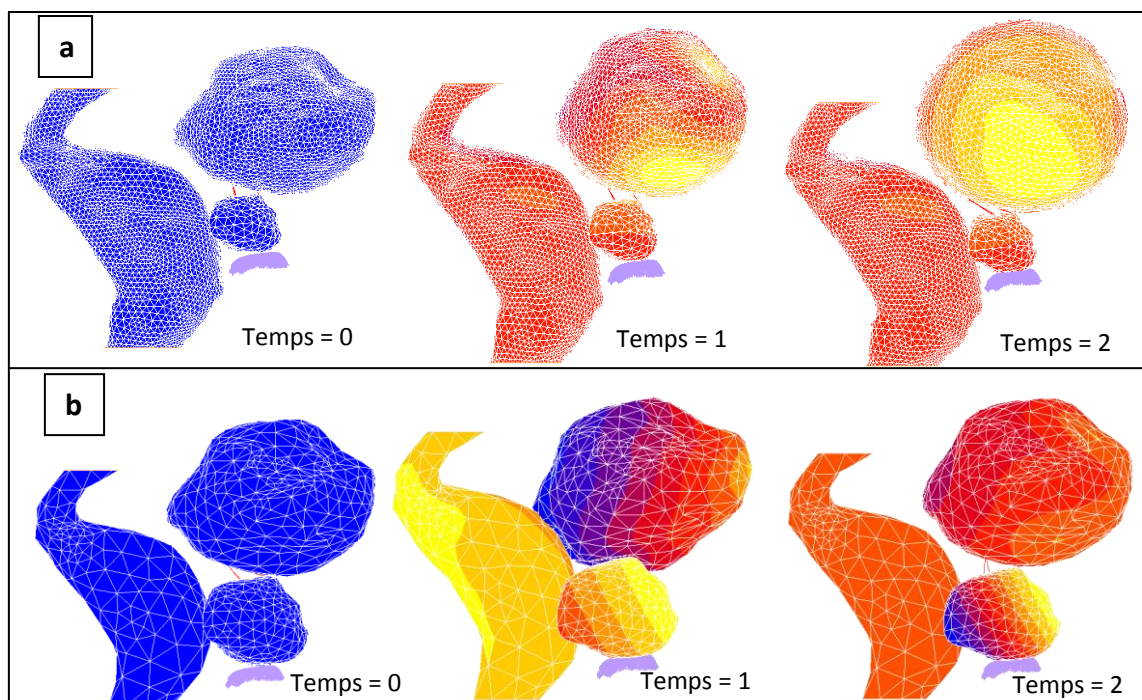 a
Temps = 0
Temps = 1
Temps = 2
b
Temps = 0
Temps = 1
Temps = 2